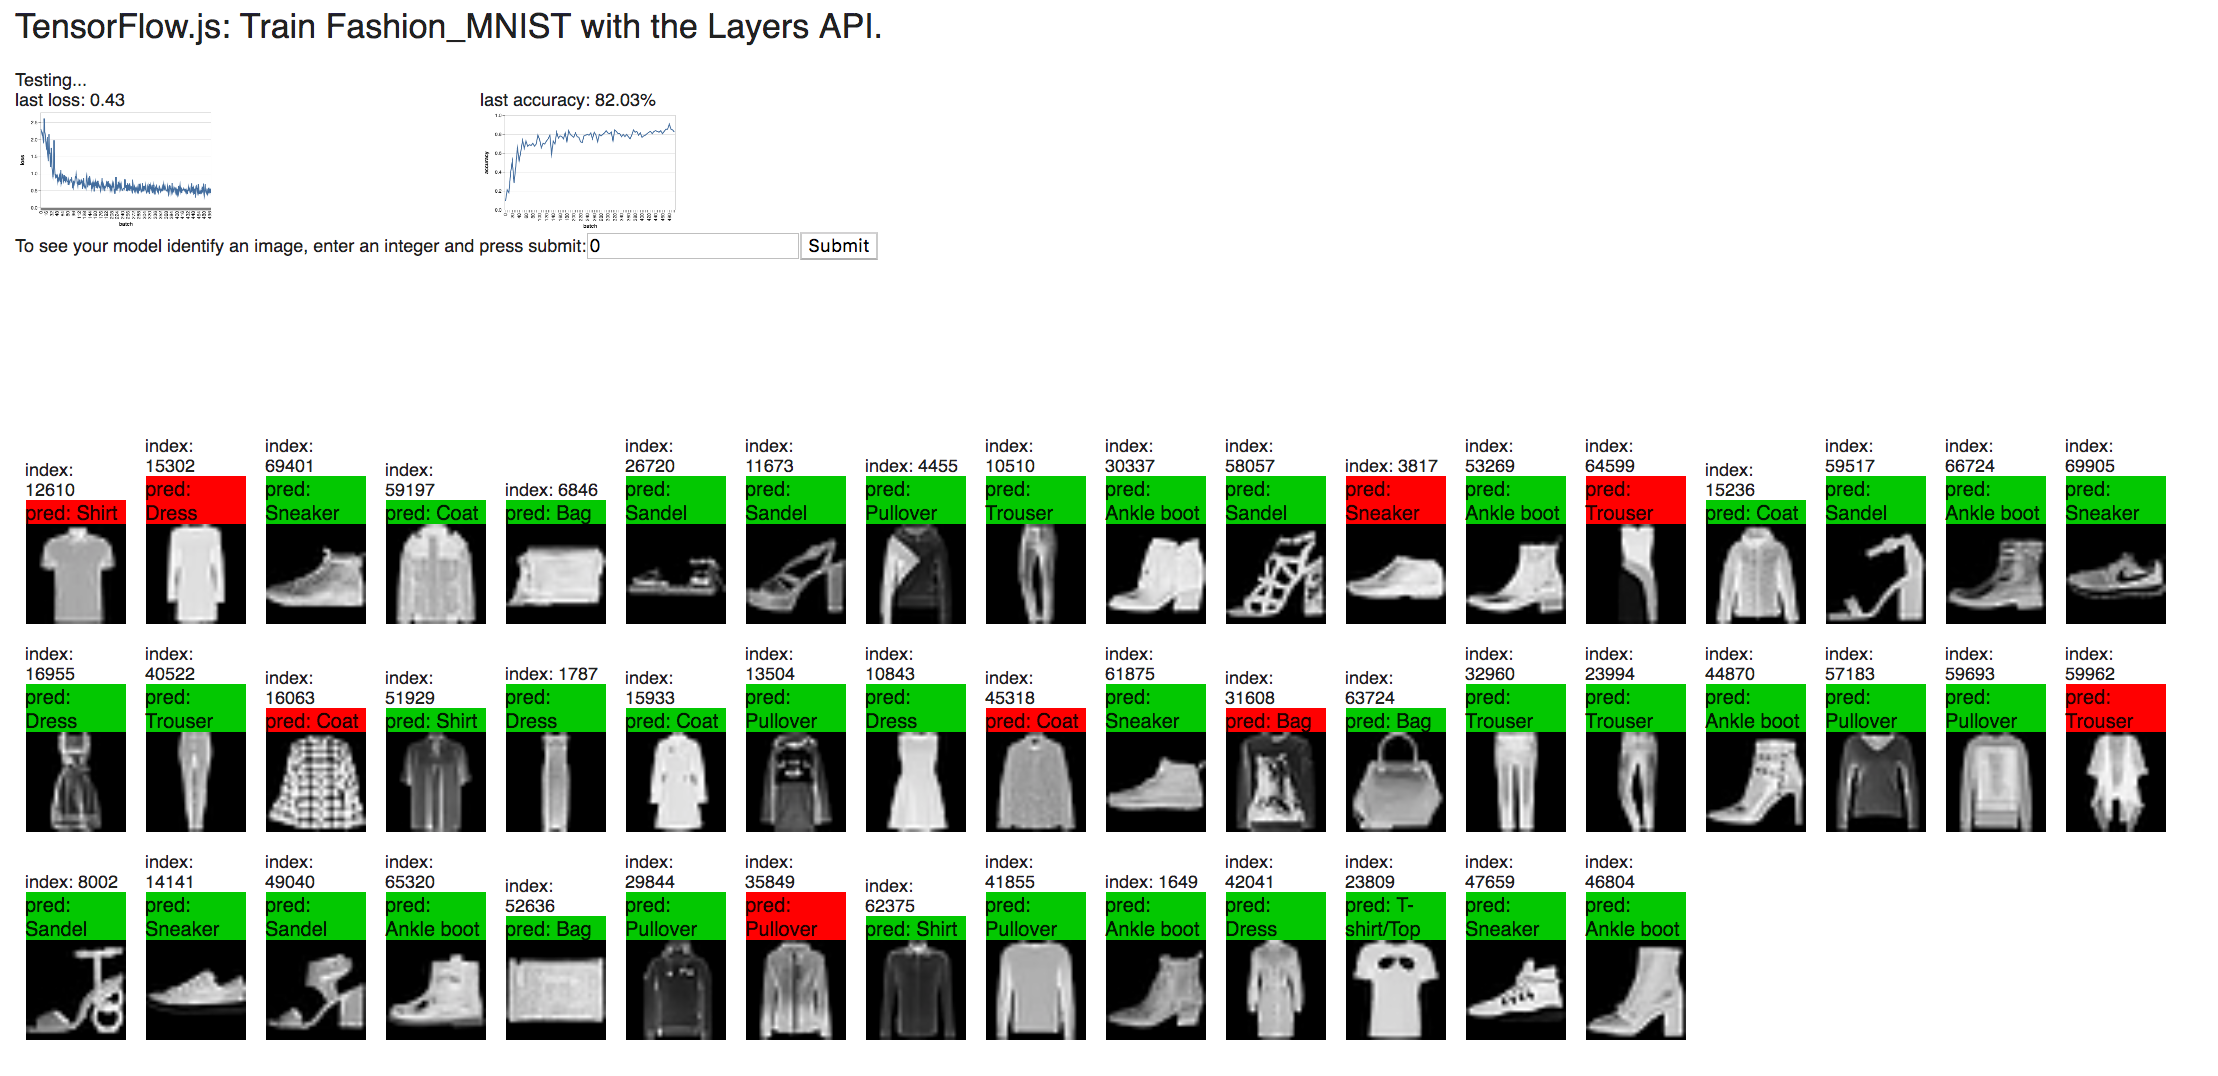 TensorFlow.js: Train Fashion_MNIST with the Layers API.
Testing...
last loss: 0.43
last accuracy: 82.03%
loss
batch
accuracy
batch
To see your model identify an image, enter an integer and press submit: 0 Submit
index: 12610
pred: Shirt
index: 15302
pred: Dress
index: 69401
pred: Sneaker
index: 59197
pred: Coat
index: 6846
pred: Bag
index: 26720
pred: Sandel
index: 11673
pred: Sandel
index: 4455
pred: Pullover
index: 10510
pred: Trouser
index: 30337
pred: Ankle boot
index: 58057
pred: Sandel
index: 3817
pred: Sneaker
index: 53269
pred: Ankle boot
index: 64599
pred: Trouser
index: 15236
pred: Coat
index: 59517
pred: Sandel
index: 66724
pred: Ankle boot
index: 69905
pred: Sneaker
index: 16955
pred: Dress
index: 40522
pred: Trouser
index: 16063
pred: Coat
index: 51929
pred: Shirt
index: 1787
pred: Dress
index: 15933
pred: Coat
index: 13504
pred: Pullover
index: 10843
pred: Dress
index: 45318
pred: Coat
index: 61875
pred: Sneaker
index: 31608
pred: Bag
index: 63724
pred: Bag
index: 32960
pred: Trouser
index: 23994
pred: Trouser
index: 44870
pred: Ankle boot
index: 57183
pred: Pullover
index: 59693
pred: Pullover
index: 59962
pred: Trouser
index: 8002
pred: Sandel
index: 14141
pred: Sneaker
index: 49040
pred: Sandel
index: 65320
pred: Ankle boot
index: 52636
pred: Bag
index: 29844
pred: Pullover
index: 35849
pred: Pullover
index: 62375
pred: Shirt
index: 41855
pred: Pullover
index: 1649
pred: Ankle boot
index: 42041
pred: Dress
index: 23809
pred: T-shirt/Top
index: 47659
pred: Sneaker
index: 46804
pred: Ankle boot